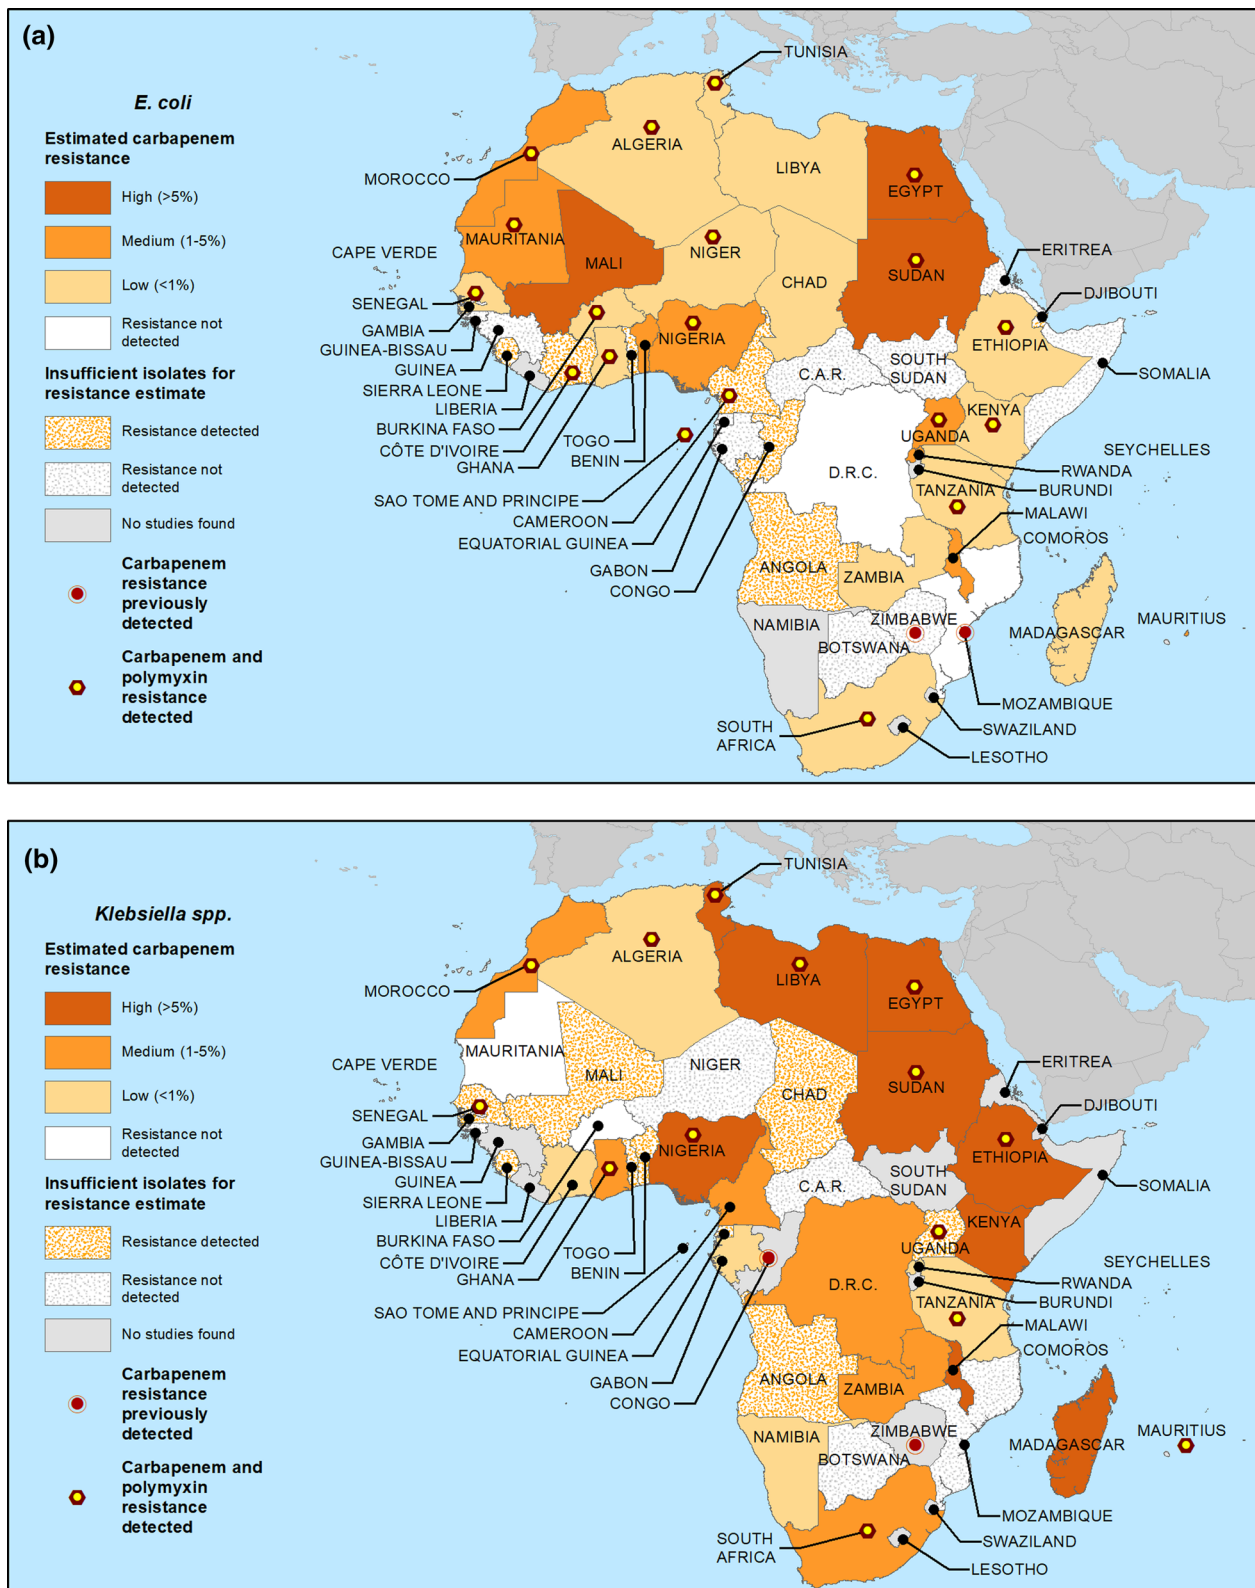 (a)
E. coli
Estimated carbapenem
resistance
High (>5%)
Medium (1-5%)
Low (<1%)
Resistance not
detected
Insufficient isolates for
resistance estimate
Resistance detected
Resistance not
detected
No studies found
Carbapenem
resistance
previously
detected
Carbapenem and
polymyxin
resistance
detected
TUNISIA
ALGERIA
LIBYA
EGYPT
MOROCCO
MAURITANIA
CAPE VERDE
MALI
NIGER
CHAD
SUDAN
ERITREA
DJIBOUTI
SENEGAL
GAMBIA
GUINEA-BISSAU
GUINEA
SIERRA LEONE
LIBERIA
BURKINA FASO
CÔTE D'IVOIRE
GHANA
TOGO
BENIN
NIGERIA
C.A.R.
SOUTH
SUDAN
ETHIOPIA
SOMALIA
KENYA
UGANDA
SEYCHELLES
RWANDA
BURUNDI
D.R.C.
TANZANIA
MALAWI
COMOROS
SAO TOME AND PRINCIPE
CAMEROON
EQUATORIAL GUINEA
GABON
CONGO
ANGOLA
ZAMBIA
NAMIBIA
ZIMBABWE
BOTSWANA
MADAGASCAR
MAURITIUS
MOZAMBIQUE
SOUTH
AFRICA
SWAZILAND
LESOTHO
(b)
Klebsiella spp.
Estimated carbapenem
resistance
High (>5%)
Medium (1-5%)
Low (<1%)
Resistance not
detected
Insufficient isolates for
resistance estimate
Resistance detected
Resistance not
detected
No studies found
Carbapenem
resistance
previously
detected
Carbapenem and
polymyxin
resistance
detected
TUNISIA
ALGERIA
LIBYA
EGYPT
MOROCCO
MAURITANIA
CAPE VERDE
MALI
NIGER
CHAD
SUDAN
ERITREA
DJIBOUTI
SENEGAL
GAMBIA
GUINEA-BISSAU
GUINEA
SIERRA LEONE
LIBERIA
BURKINA FASO
CÔTE D'IVOIRE
GHANA
TOGO
BENIN
NIGERIA
C.A.R.
SOUTH
SUDAN
ETHIOPIA
SOMALIA
KENYA
UGANDA
SEYCHELLES
RWANDA
BURUNDI
D.R.C.
TANZANIA
MALAWI
COMOROS
SAO TOME AND PRINCIPE
CAMEROON
EQUATORIAL GUINEA
GABON
CONGO
ANGOLA
ZAMBIA
NAMIBIA
ZIMBABWE
BOTSWANA
MADAGASCAR
MAURITIUS
MOZAMBIQUE
SOUTH
AFRICA
SWAZILAND
LESOTHO